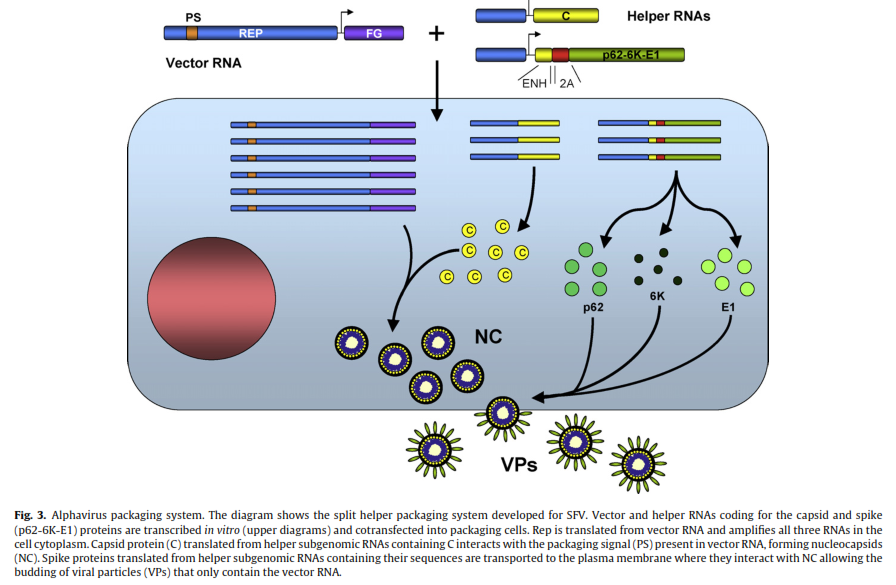 PS
REP
FG
Vector RNA
+
C
Helper RNAs
p62-6K-E1
ENH
2A
C
C
C
C
C
C
C
C
p62
6K
E1
NC
VPs
Fig. 3. Alphavirus packaging system. The diagram shows the split helper packaging system developed for SFV. Vector and helper RNAs coding for the capsid and spike
(p62-6K-E1) proteins are transcribed in vitro (upper diagrams) and cotransfected into packaging cells. Rep is translated from vector RNA and amplifies all three RNAs in the
cell cytoplasm. Capsid protein (C) translated from helper subgenomic RNAs containing C interacts with the packaging signal (PS) present in vector RNA, forming nucleocapsids
(NC). Spike proteins translated from helper subgenomic RNAs containing their sequences are transported to the plasma membrane where they interact with NC allowing the
budding of viral particles (VPs) that only contain the vector RNA.